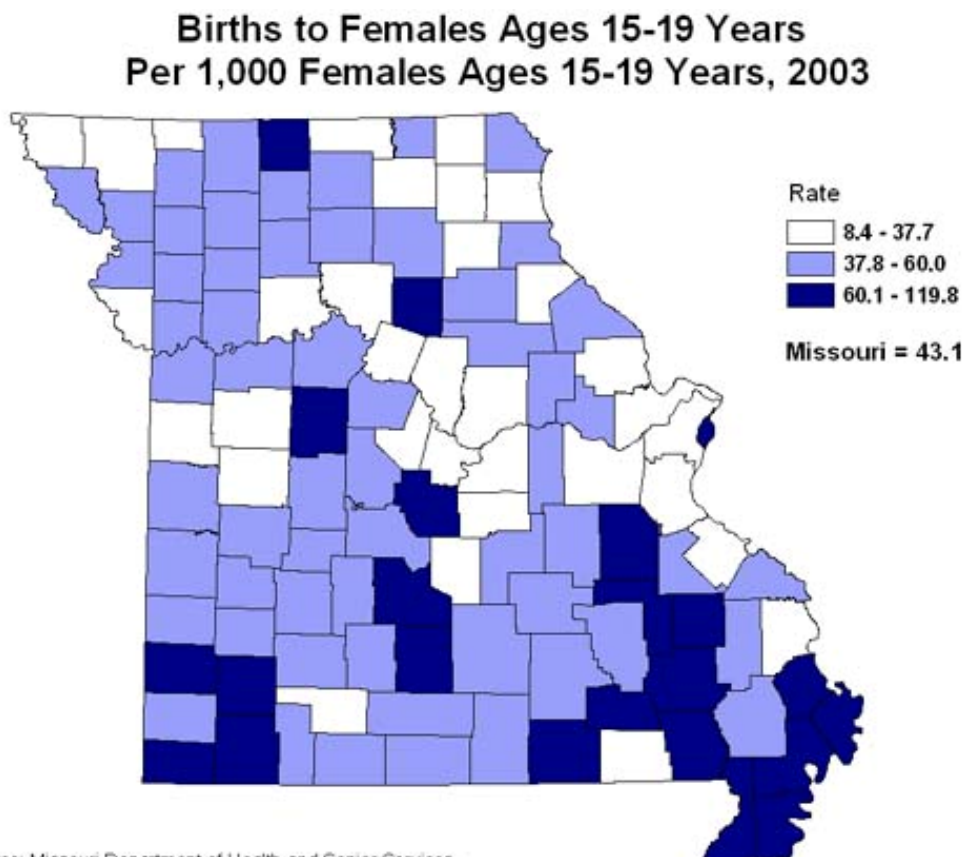 Births to Females Ages 15-19 Years
Per 1,000 Females Ages 15-19 Years, 2003
Rate
8.4 - 37.7
37.8 - 60.0
60.1 - 119.8
Missouri = 43.1
Missouri Department of Health and Senior Services